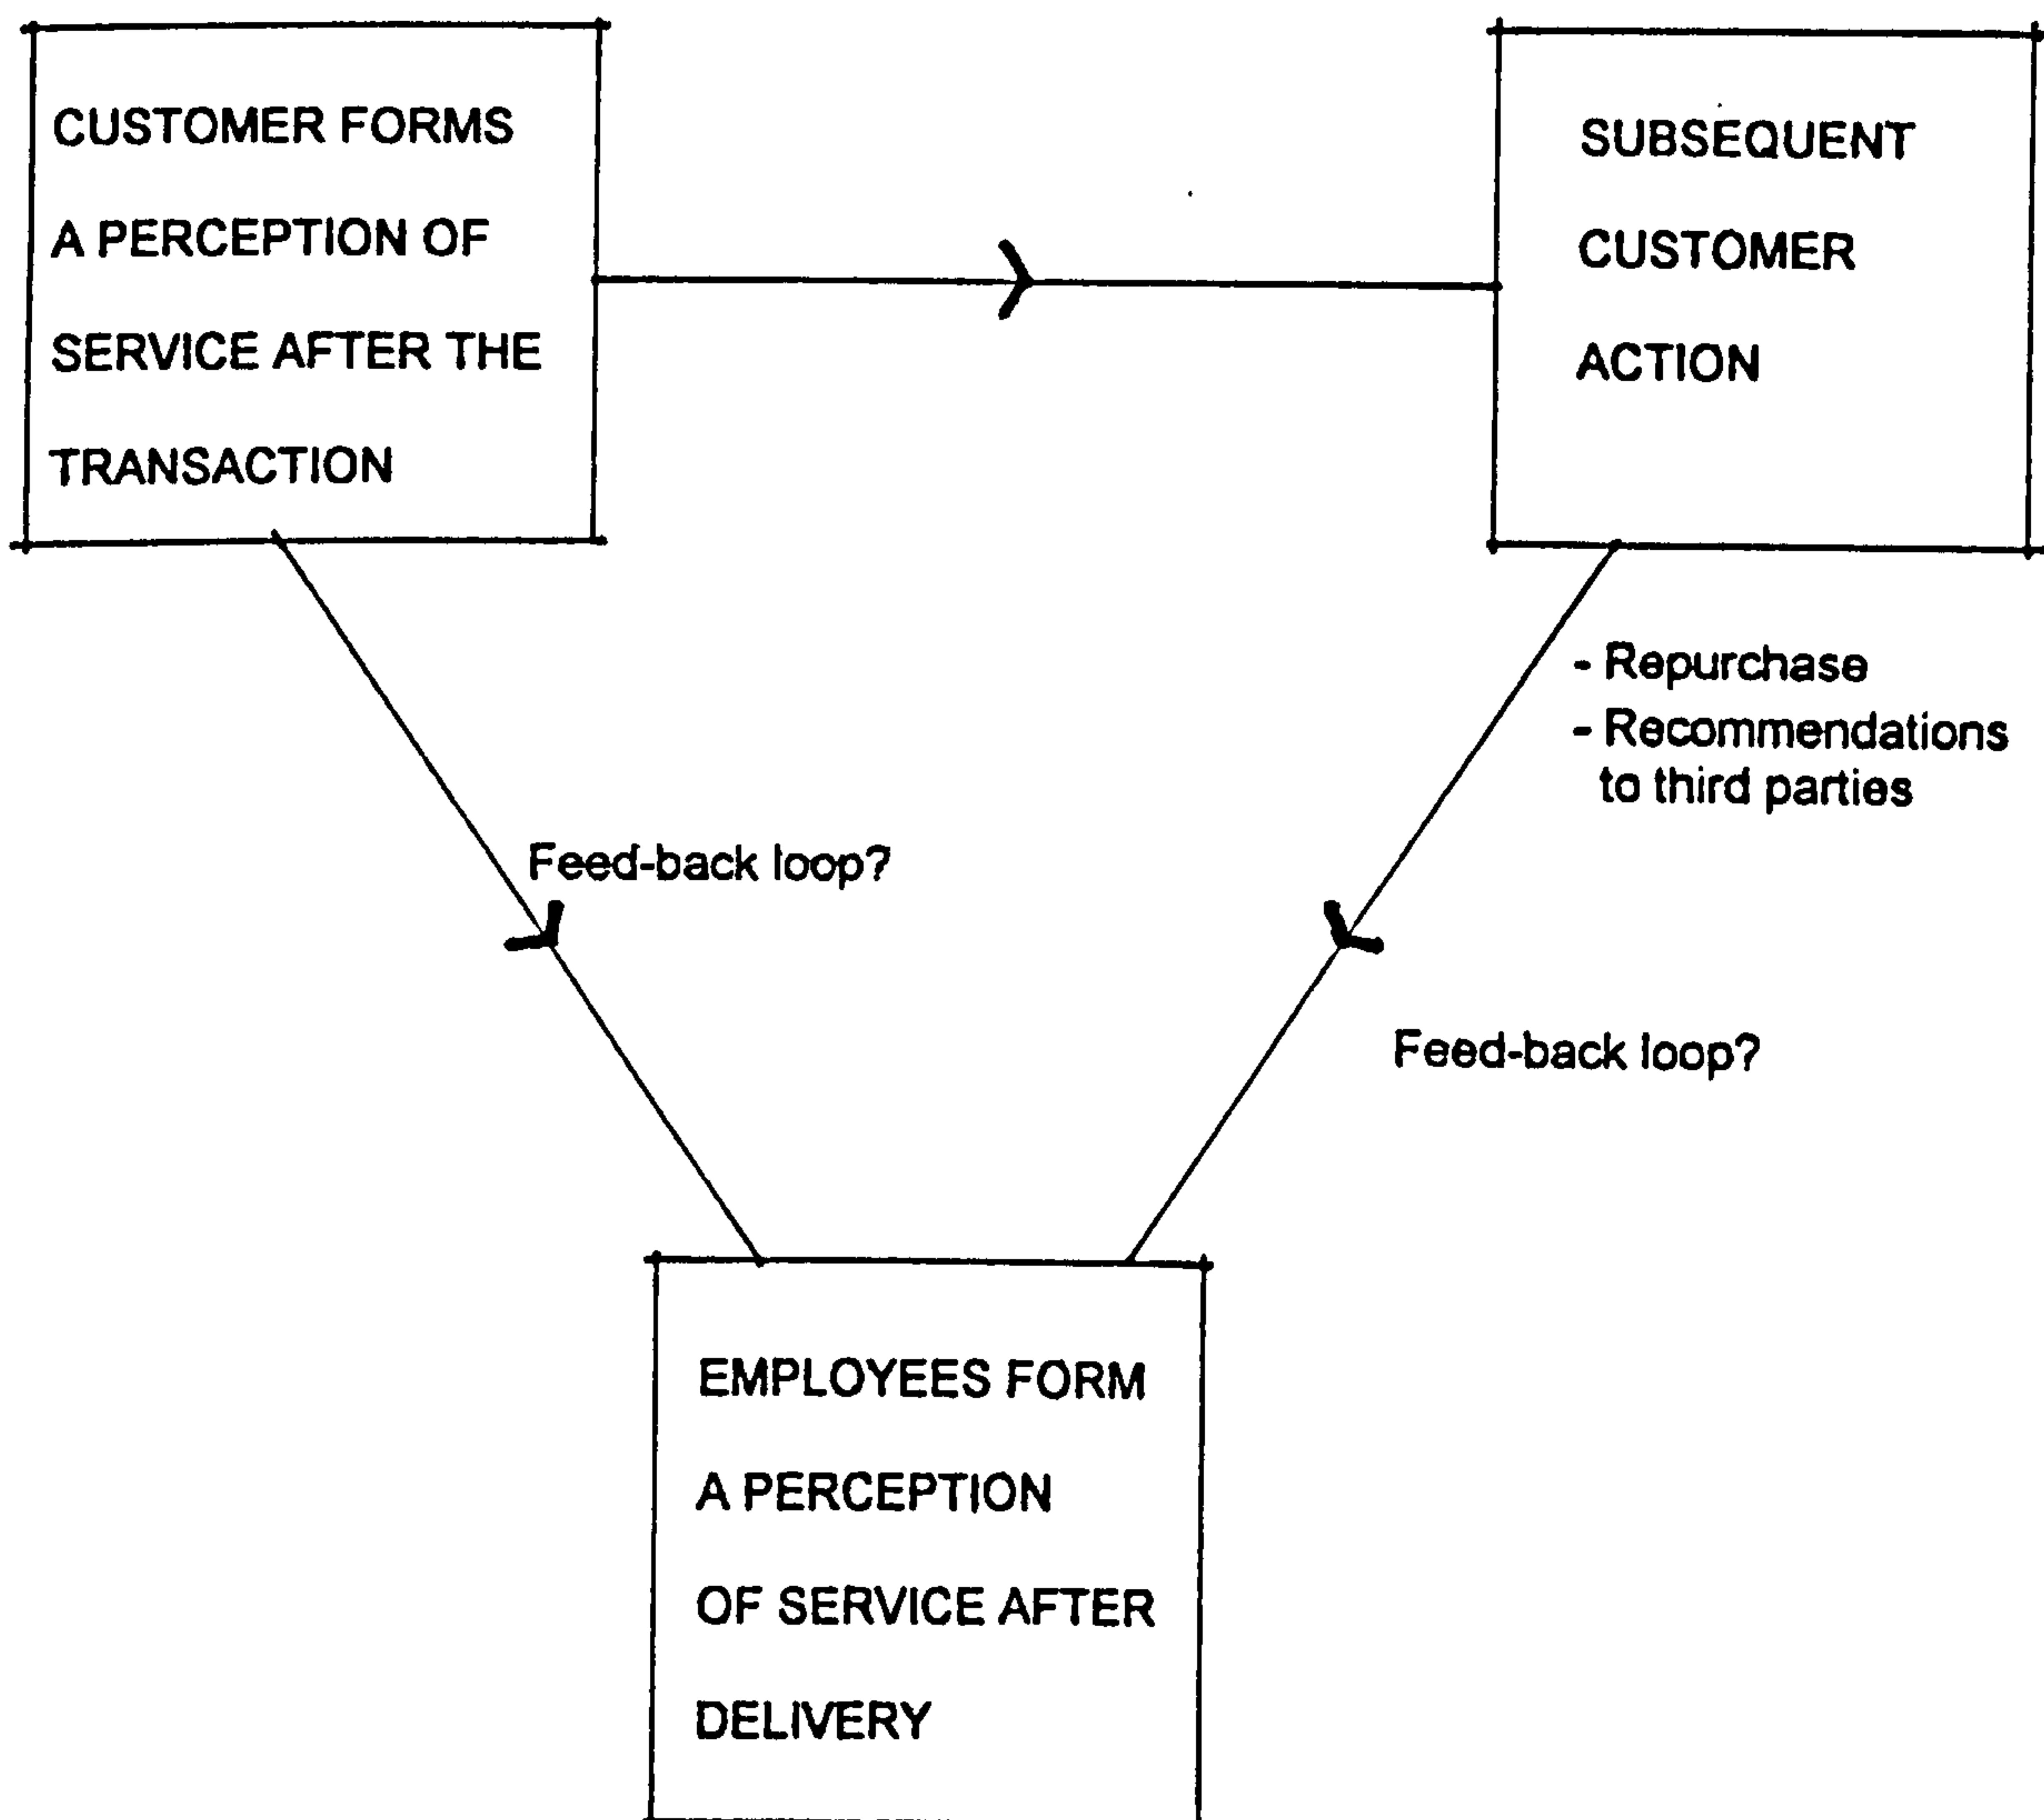 CUSTOMER FORMS
A PERCEPTION OF
SERVICE AFTER THE
TRANSACTION
SUBSEQUENT
CUSTOMER
ACTION
- Repurchase
- Recommendations
to third parties
Feed-back loop?
Feed-back loop?
EMPLOYEES FORM
A PERCEPTION
OF SERVICE AFTER
DELIVERY